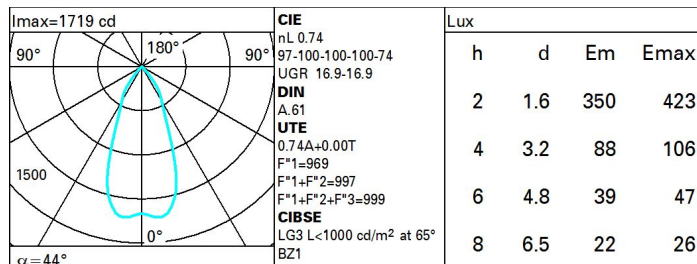 Imax=1719 cd
90° 180° 90°
1500
0°
α=44°
CIE
nL 0.74
97-100-100-100-74
UGR 16.9-16.9
DIN
A.61
UTE
0.74A+0.00T
F"1=969
F"1+F"2=997
F"1+F"2+F"3=999
CIBSE
LG3 L<1000 cd/m² at 65°
BZ1
Lux
h d Em Emax
2 1.6 350 423
4 3.2 88 106
6 4.8 39 47
8 6.5 22 26